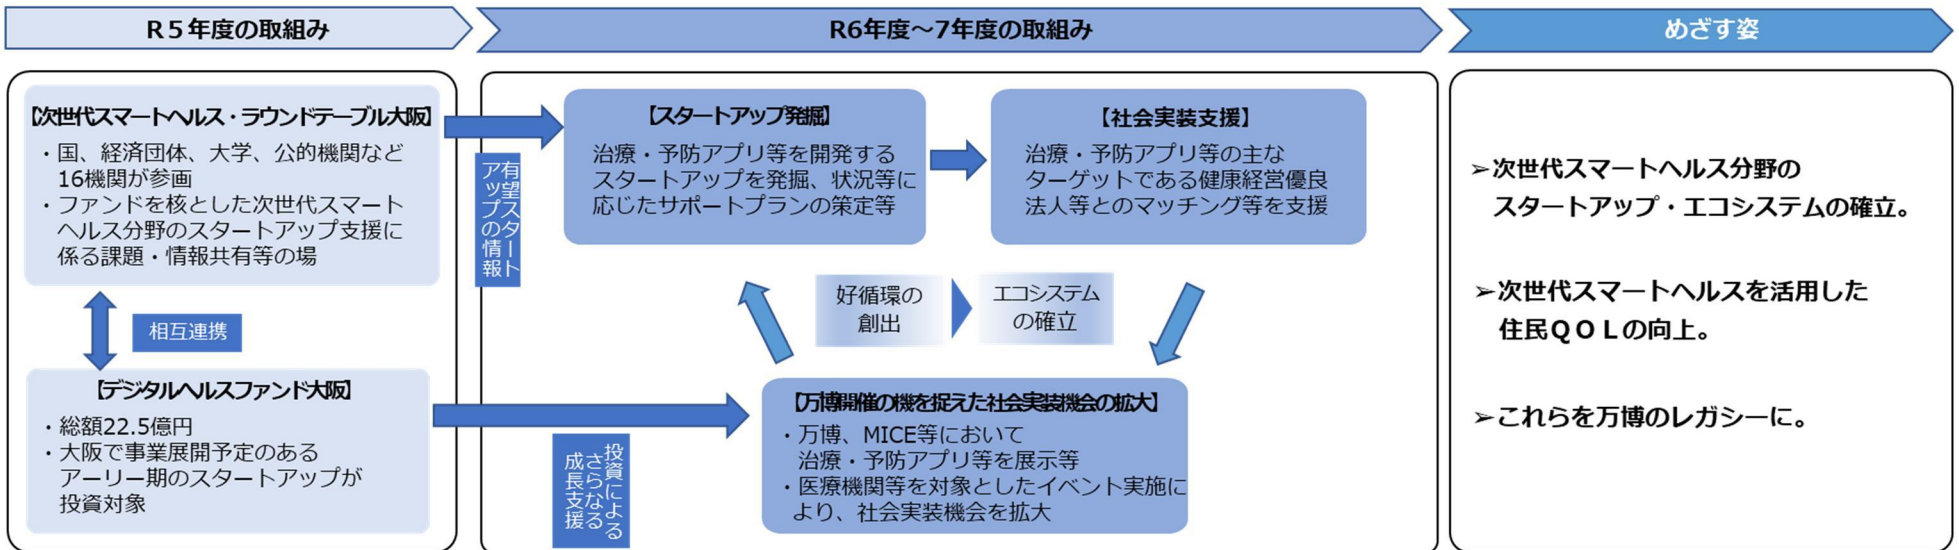 R5年度の取組み
R6年度～7年度の取組み
めざす姿
【次世代スマートヘルス・ラウンドテーブル大阪】
・国、経済団体、大学、公的機関など
16機関が参画
・ファンドを核とした次世代スマート
ヘルス分野のスタートアップ支援に
係る課題・情報共有等の場
相互連携
【デジタルヘルスファンド大阪】
・総額22.5億円
・大阪で事業展開予定のある
アーリー期のスタートアップが
投資対象
有望スタート
アップの情報
【スタートアップ発掘】
治療・予防アプリ等を開発する
スタートアップを発掘、状況等に
応じたサポートプランの策定等
【社会実装支援】
治療・予防アプリ等の主な
ターゲットである健康経営優良
法人等とのマッチング等を支援
好循環の
創出
エコシステム
の確立
投資による
さらなる
成長支援
【万博開催の機を捉えた社会実装機会の拡大】
・万博、MICE等において
治療・予防アプリ等を展示等
・医療機関等を対象としたイベント実施に
より、社会実装機会を拡大
➢次世代スマートヘルス分野の
スタートアップ・エコシステムの確立。
➢次世代スマートヘルスを活用した
住民QOLの向上。
➢これらを万博のレガシーに。